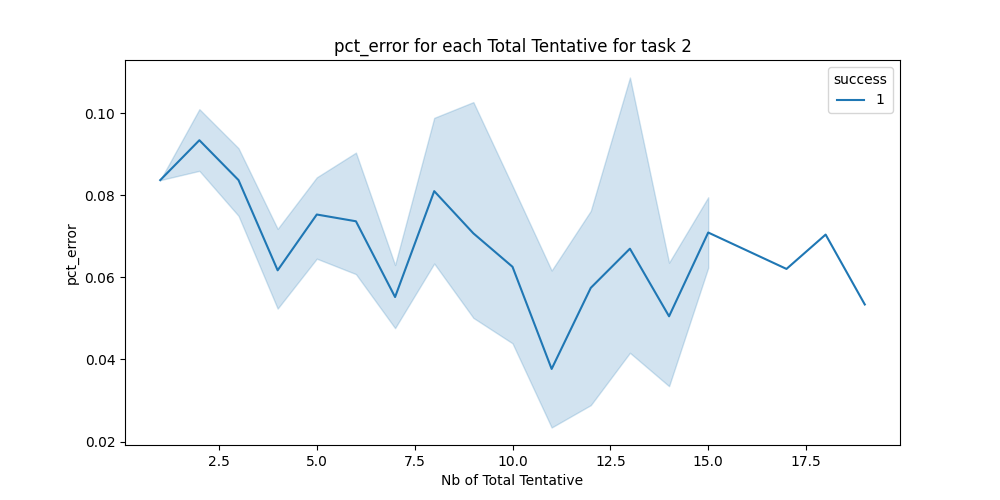 pct_error for each Total Tentative for task 2
success
1
0.10
0.08
0.06
0.04
0.02
pct_error
2.5 5.0 7.5 10.0 12.5 15.0 17.5
Nb of Total Tentative